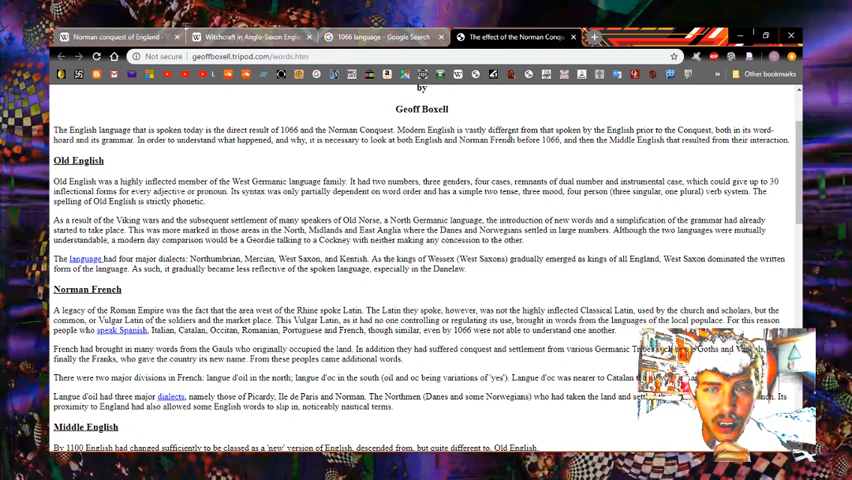 Norman conquest of England -
Witchcraft in Anglo-Saxon Engl
1066 language - Google Search
The effect of the Norman Conq
Not secure
geoffboxell.tripod.com/words.htm
Other bookmarks
by
Geoff Boxell
The English language that is spoken today is the direct result of 1066 and the Norman Conquest. Modern English is vastly different from that spoken by the English prior to the Conquest, both in its word-
hoard and its grammar. In order to understand what happened, and why, it is necessary to look at both English and Norman French before 1066, and then the Middle English that resulted from their interaction.
Old English
Old English was a highly inflected member of the West Germanic language family. It had two numbers, three genders, four cases, remnants of dual number and instrumental case, which could give up to 30
inflectional forms for every adjective or pronoun. Its syntax was only partially dependent on word order and has a simple two tense, three mood, four person (three singular, one plural) verb system. The
spelling of Old English is strictly phonetic.
As a result of the Viking wars and the subsequent settlement of many speakers of Old Norse, a North Germanic language, the introduction of new words and a simplification of the grammar had already
started to take place. This was more marked in those areas in the North, Midlands and East Anglia where the Danes and Norwegians settled in large numbers. Although the two languages were mutually
understandable, a modern day comparison would be a Geordie talking to a Cockney with neither making any concession to the other.
The language had four major dialects: Northumbrian, Mercian, West Saxon, and Kentish. As the kings of Wessex (West Saxons) gradually emerged as kings of all England, West Saxon dominated the written
form of the language. As such, it gradually became less reflective of the spoken language, especially in the Danelaw.
Norman French
A legacy of the Roman Empire was the fact that the area west of the Rhine spoke Latin. The Latin they spoke, however, was not the highly inflected Classical Latin, used by the church and scholars, but the
common, or Vulgar Latin of the soldiers and the market place. This Vulgar Latin, as it had no one controlling or regulating its use, brought in words from the languages of the local populace. For this reason
people who speak Spanish, Italian, Catalan, Occitan, Romanian, Portuguese and French, though similar, even by 1066 were not able to understand one another.
French had brought in many words from the Gauls who originally occupied the land. In addition they had suffered conquest and settlement from various Germanic Goths and
finally the Franks, who gave the country its new name. From these peoples came additional words.
There were two major divisions in French: langue d'oil in the north; langue d'oc in the south (oil and oc being variations of 'yes'). Langue d'oc was nearer to Catalan
Langue d'oil had three major dialects, namely those of Picardy, Ile de Paris and Norman. The Northmen (Danes and some Norwegians) who had taken the land and Its
proximity to England had also allowed some English words to slip in, noticeably nautical terms.
Middle English
By 1100 English had changed sufficiently to be classed as a 'new' version of English, descended from, but quite different to, Old English.